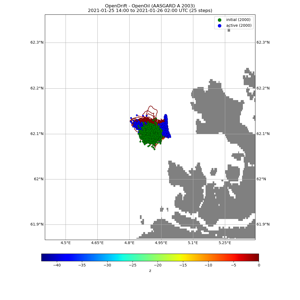 OpenDrift - OpenOil (AASGARD A 2003)
2021-01-25 14:00 to 2021-01-26 02:00 UTC (25 steps)
initial (2000)
active (2000)
62.3°N
62.3°N
62.2°N
62.2°N
62.1°N
62.1°N
62°N
62°N
61.9°N
61.9°N
4.5°E 4.65°E 4.8°E 4.95°E 5.1°E 5.25°E
−40 −35 −30 −25 −20 −15 −10 −5 0
z